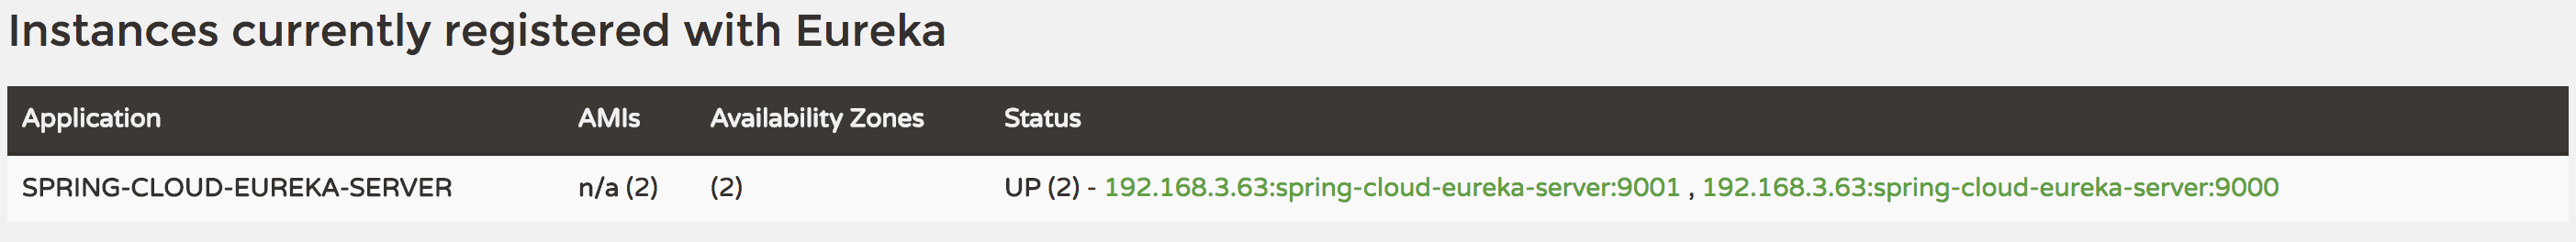 Instances currently registered with Eureka
Application AMIs Availability Zones Status
SPRING-CLOUD-EUREKA-SERVER n/a (2) (2) UP (2) - 192.168.3.63:spring-cloud-eureka-server:9001 , 192.168.3.63:spring-cloud-eureka-server:9000